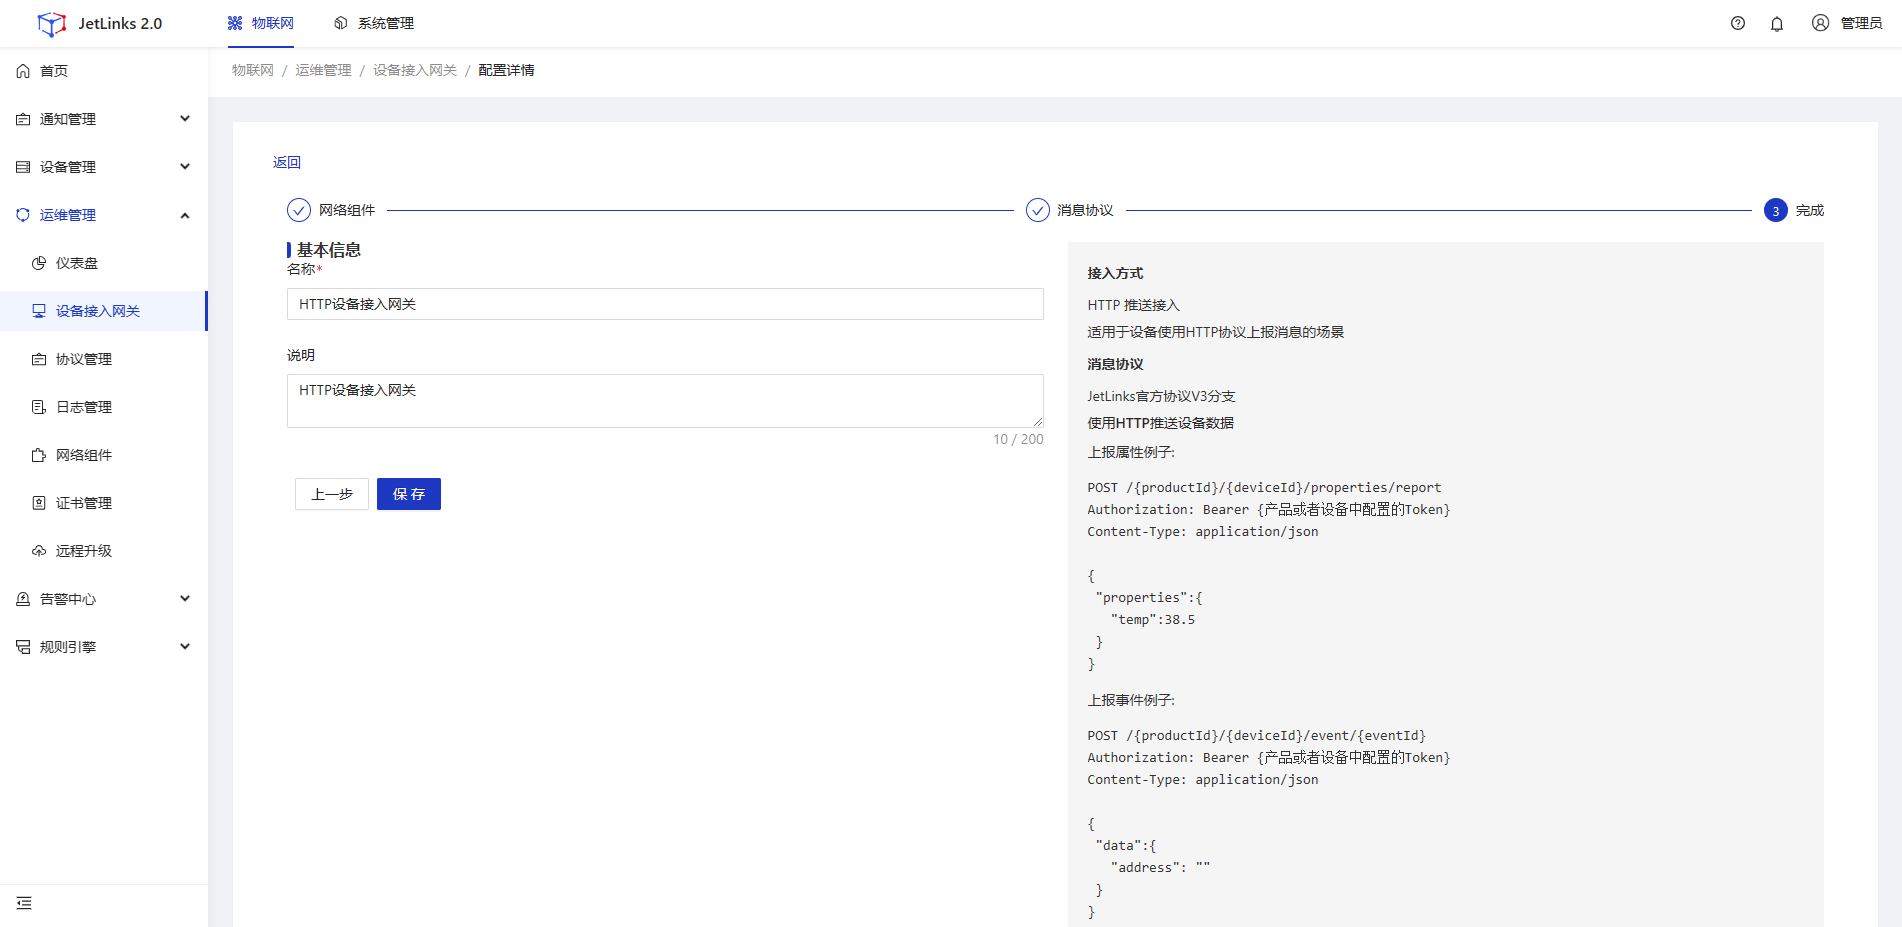 JetLinks 2.0
物联网
系统管理
管理员
首页
通知管理
设备管理
运维管理
仪表盘
设备接入网关
协议管理
日志管理
网络组件
证书管理
远程升级
告警中心
规则引擎
物联网 / 运维管理 / 设备接入网关 / 配置详情
返回
网络组件
消息协议
3 完成
基本信息
名称*
HTTP设备接入网关
说明
HTTP设备接入网关
10 / 200
上一步
保 存
接入方式
HTTP 推送接入
适用于设备使用HTTP协议上报消息的场景
消息协议
JetLinks官方协议V3分支
使用HTTP推送设备数据
上报属性例子:
POST /{productId}/{deviceId}/properties/report
Authorization: Bearer {产品或者设备中配置的Token}
Content-Type: application/json
{
"properties":{
"temp":38.5
}
}
上报事件例子:
POST /{productId}/{deviceId}/event/{eventId}
Authorization: Bearer {产品或者设备中配置的Token}
Content-Type: application/json
{
"data":{
"address": ""
}
}